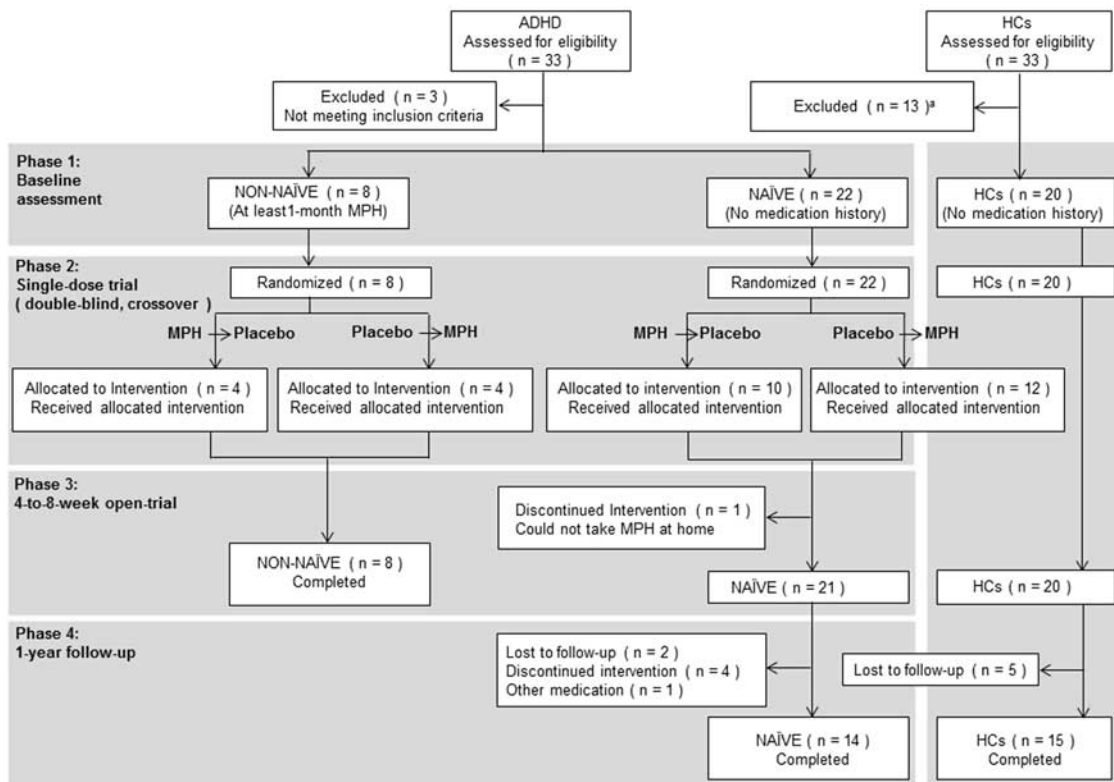 ADHD
Assessed for eligibility
( n = 33 )
HCs
Assessed for eligibility
( n = 33 )
Excluded ( n = 3 )
Not meeting inclusion criteria
Excluded ( n = 13 )ª
Phase 1:
Baseline
assessment
NON-NAÏVE ( n = 8 )
(At least1-month MPH)
NAÏVE ( n = 22 )
(No medication history)
HCs ( n = 20 )
(No medication history)
Phase 2:
Single-dose trial
( double-blind, crossover )
Randomized ( n = 8 )
Randomized ( n = 22 )
HCs ( n = 20 )
MPH → Placebo
Placebo → MPH
MPH → Placebo
Placebo → MPH
Allocated to Intervention ( n = 4 )
Received allocated intervention
Allocated to Intervention ( n = 4 )
Received allocated intervention
Allocated to intervention ( n = 10 )
Received allocated intervention
Allocated to intervention ( n = 12 )
Received allocated intervention
Phase 3:
4-to-8-week open-trial
Discontinued Intervention ( n = 1 )
Could not take MPH at home
NON-NAÏVE ( n = 8 )
Completed
NAÏVE ( n = 21 )
HCs ( n = 20 )
Phase 4:
1-year follow-up
Lost to follow-up ( n = 2 )
Discontinued intervention ( n = 4 )
Other medication ( n = 1 )
Lost to follow-up ( n = 5 )
NAÏVE ( n = 14 )
Completed
HCs ( n = 15 )
Completed